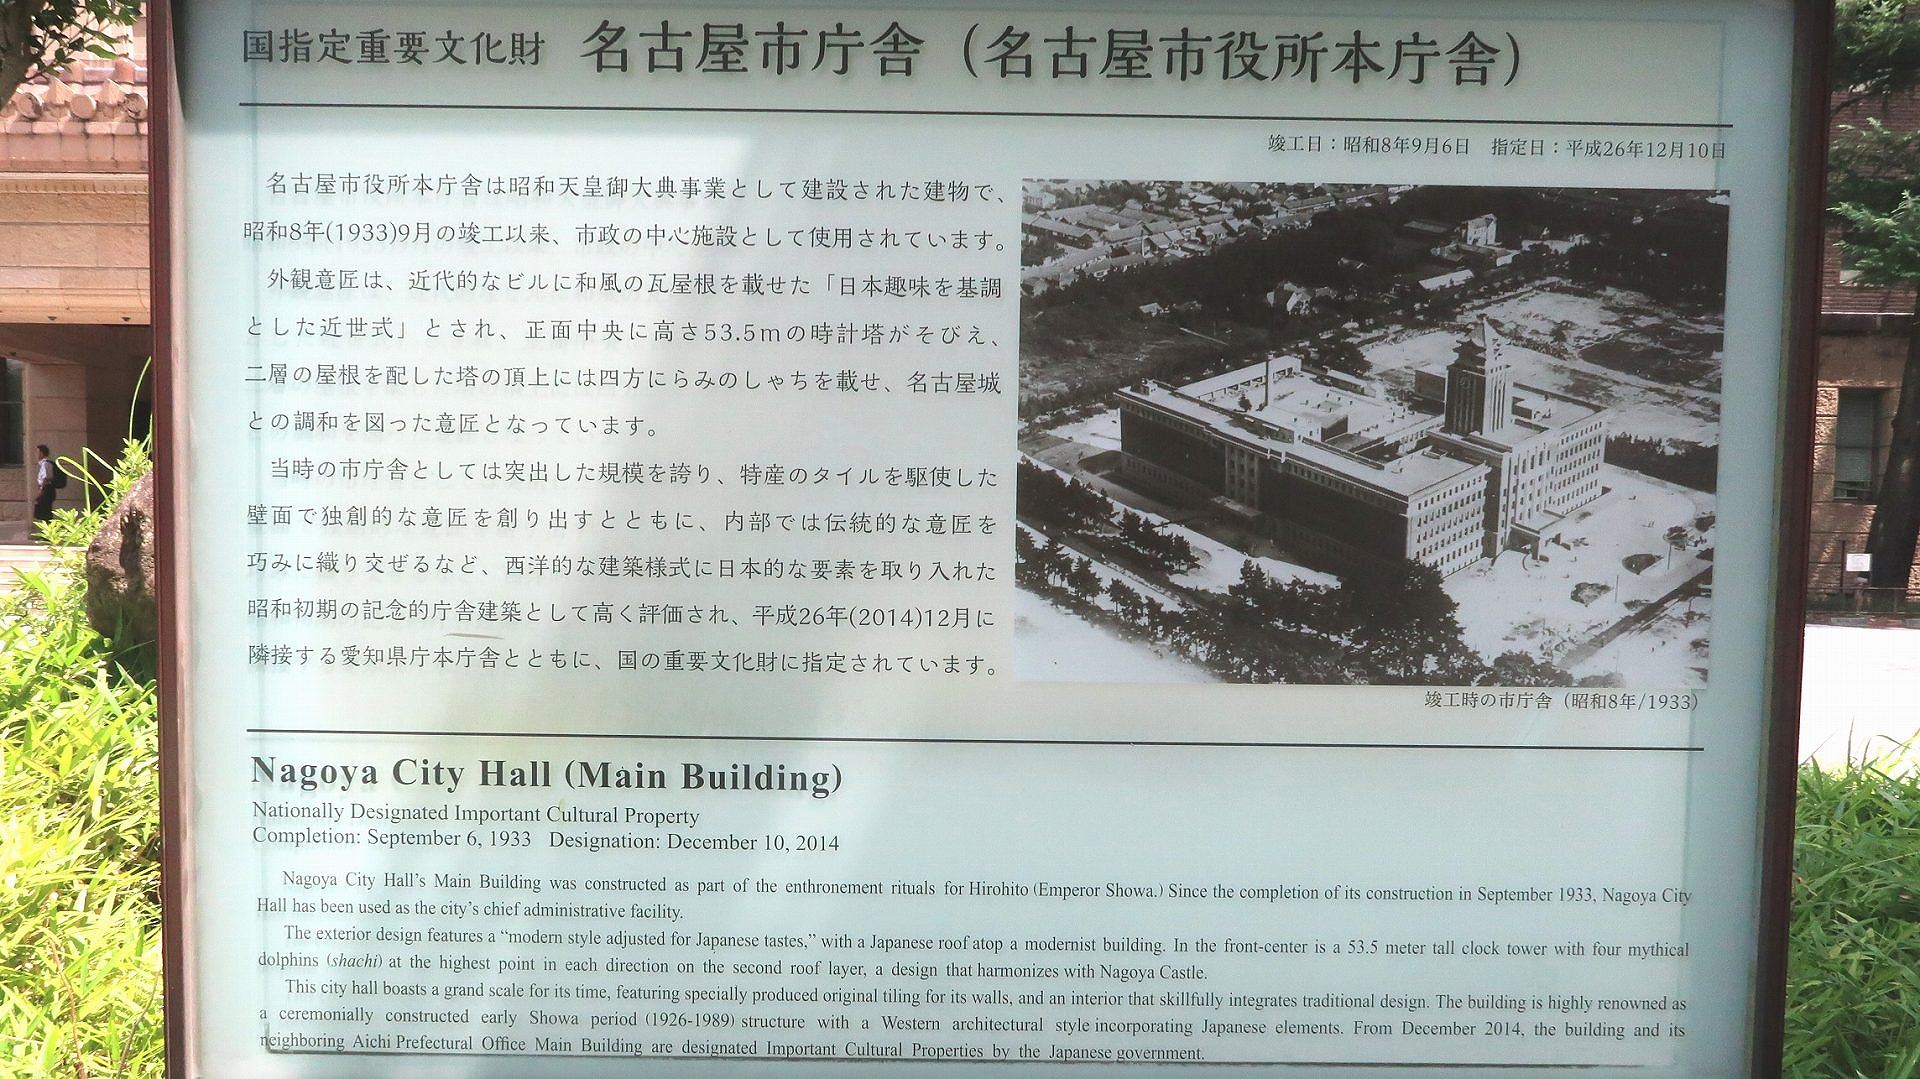 国指定重要文化財 名古屋市庁舎（名古屋市役所本庁舎）
竣工日：昭和8年9月6日 指定日：平成26年12月10日
名古屋市役所本庁舎は昭和天皇御大典事業として建設された建物で、
昭和8年(1933)9月の竣工以来、市政の中心施設として使用されています。
外観意匠は、近代的なビルに和風の瓦屋根を載せた「日本趣味を基調
とした近世式」とされ、正面中央に高さ53.5mの時計塔がそびえ、
二層の屋根を配した塔の頂上には四方にらみのしゃちを載せ、名古屋城
との調和を図った意匠となっています。
当時の市庁舎としては突出した規模を誇り、特産のタイルを駆使した
壁面で独創的な意匠を創り出すとともに、内部では伝統的な意匠を
巧みに織り交ぜるなど、西洋的な建築様式に日本的な要素を取り入れた
昭和初期の記念的庁舎建築として高く評価され、平成26年(2014)12月に
隣接する愛知県庁本庁舎とともに、国の重要文化財に指定されています。
竣工時の市庁舎（昭和8年/1933）
Nagoya City Hall (Main Building)
Nationally Designated Important Cultural Property
Completion: September 6, 1933 Designation: December 10, 2014
Nagoya City Hall's Main Building was constructed as part of the enthronement rituals for Hirohito (Emperor Showa.) Since the completion of its construction in September 1933, Nagoya City
Hall has been used as the city's chief administrative facility.
The exterior design features a “modern style adjusted for Japanese tastes,” with a Japanese roof atop a modernist building. In the front-center is a 53.5 meter tall clock tower with four mythical
dolphins (shachi) at the highest point in each direction on the second roof layer, a design that harmonizes with Nagoya Castle.
This city hall boasts a grand scale for its time, featuring specially produced original tiling for its walls, and an interior that skillfully integrates traditional design. The building is highly renowned as
a ceremonially constructed early Showa period (1926-1989) structure with a Western architectural style incorporating Japanese elements. From December 2014, the building and its
neighboring Aichi Prefectural Office Main Building are designated Important Cultural Properties by the Japanese government.